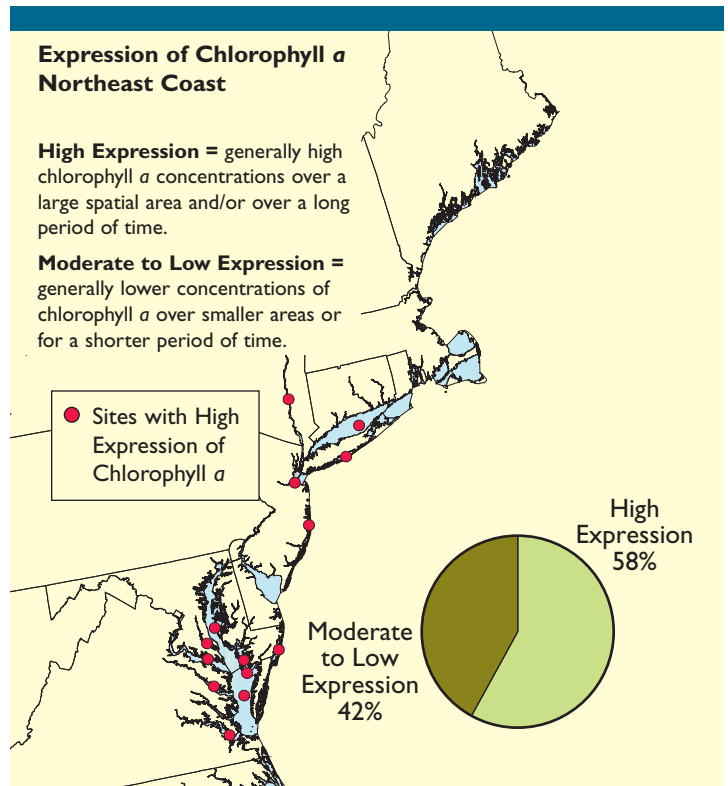 Expression of Chlorophyll a
Northeast Coast
High Expression = generally high
chlorophyll a concentrations over a
large spatial area and/or over a long
period of time.
Moderate to Low Expression =
generally lower concentrations of
chlorophyll a over smaller areas or
for a shorter period of time.
Sites with High
Expression of
Chlorophyll a
High
Expression
58%
Moderate
to Low
Expression
42%